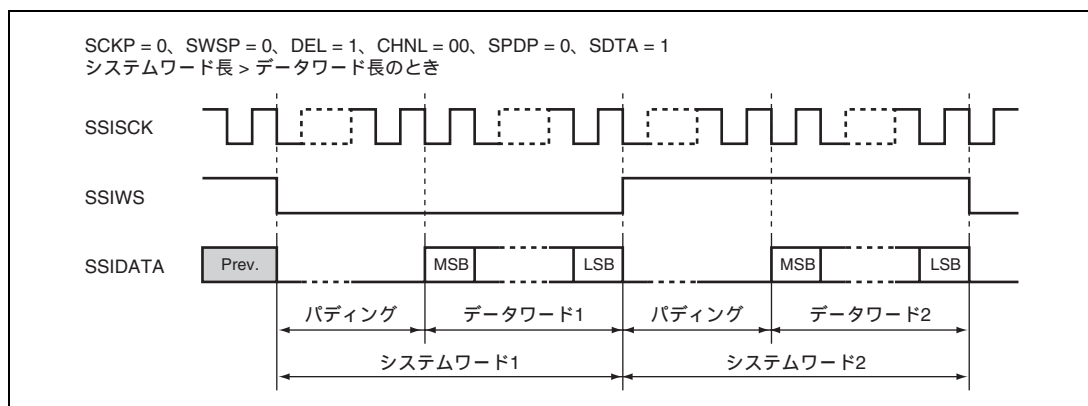 SCKP = 0、SWSP = 0、DEL = 1、CHNL = 00、SPDP = 0、SDTA = 1
システムワード長 > データワード長のとき
SSISCK
SSIWS
SSIDATA Prev. MSB LSB MSB LSB
パディング データワード1 パディング データワード2
システムワード1 システムワード2